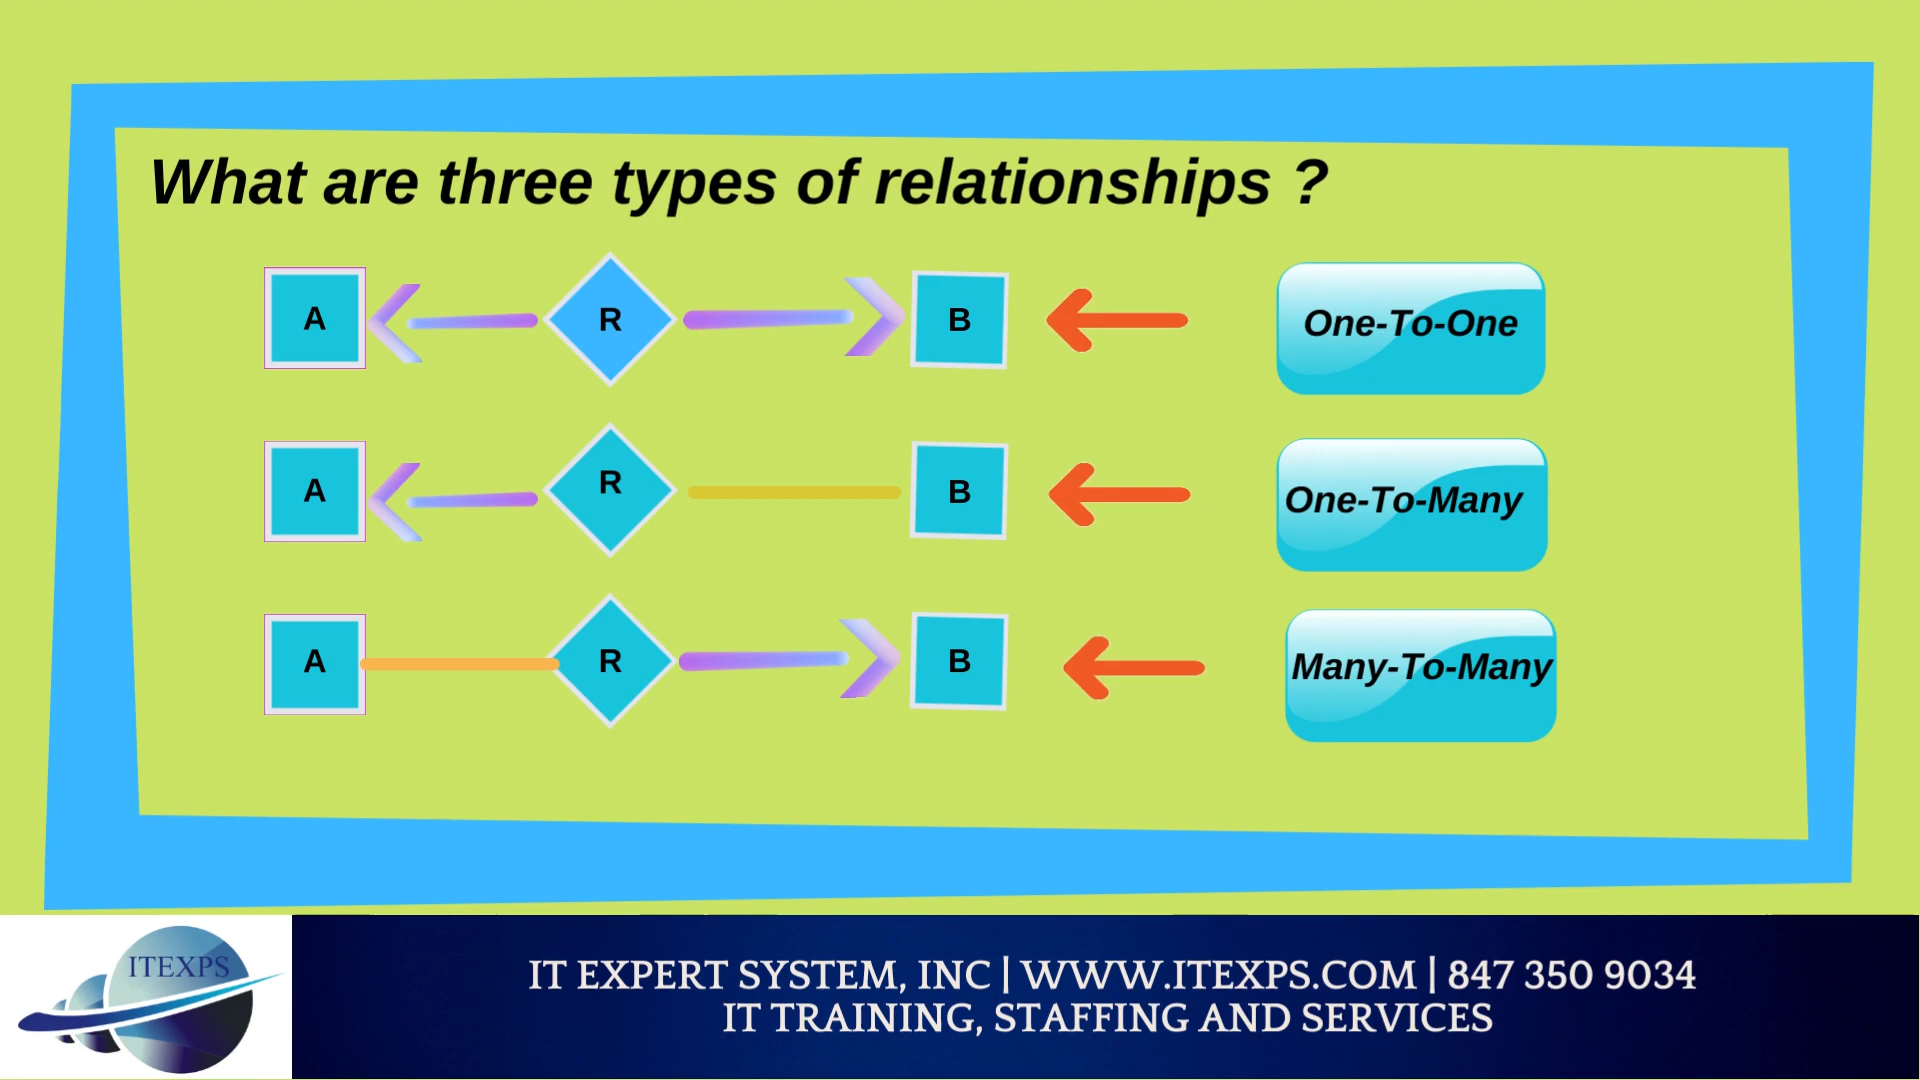 What are three types of relationships ?
A R B One-To-One
A R B One-To-Many
A R B Many-To-Many
ITEXPS
IT EXPERT SYSTEM, INC | WWW.ITEXPS.COM | 847 350 9034
IT TRAINING, STAFFING AND SERVICES